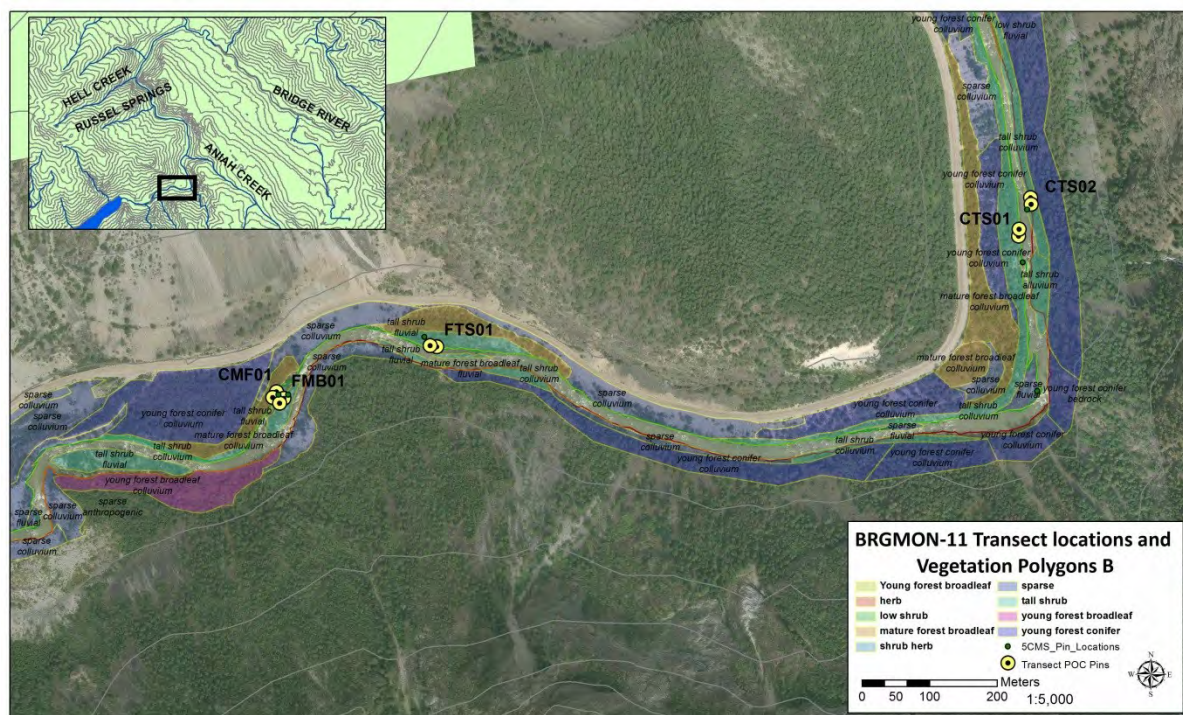 HELL CREEK
RUSSEL SPRINGS
BRIDGE RIVER
ANIAH CREEK
young forest conifer
colluvium
low shrub
fluvial
sparse
colluvium
tall shrub
colluvium
young forest conifer
colluvium
CTS02
CTS01
young forest conifer
colluvium
tall shrub
alluvium
mature forest broadleaf
colluvium
mature forest broadleaf
colluvium
sparse
colluvium
sparse
fluvial
young forest conifer
bedrock
sparse
colluvium
tall shrub
fluvial
FTS01
tall shrub
fluvial
mature forest broadleaf
fluvial
tall shrub
colluvium
CMF01
sparse
colluvium
FMB01
sparse
colluvium
sparse
colluvium
young forest conifer
colluvium
tall shrub
fluvial
mature forest broadleaf
colluvium
tall shrub
colluvium
tall shrub
fluvial
young forest broadleaf
colluvium
sparse
anthropogenic
sparse
colluvium
sparse
fluvial
sparse
colluvium
sparse
colluvium
sparse
colluvium
young forest conifer
colluvium
young forest conifer
colluvium
tall shrub
colluvium
sparse
fluvial
tall shrub
colluvium
young forest conifer
colluvium
young forest conifer
colluvium
BRGMON-11 Transect locations and
Vegetation Polygons B
Young forest broadleaf
herb
low shrub
mature forest broadleaf
shrub herb
sparse
tall shrub
young forest broadleaf
young forest conifer
5CMS_Pin_Locations
Transect POC Pins
Meters
0 50 100 200
1:5,000
N
W E
S